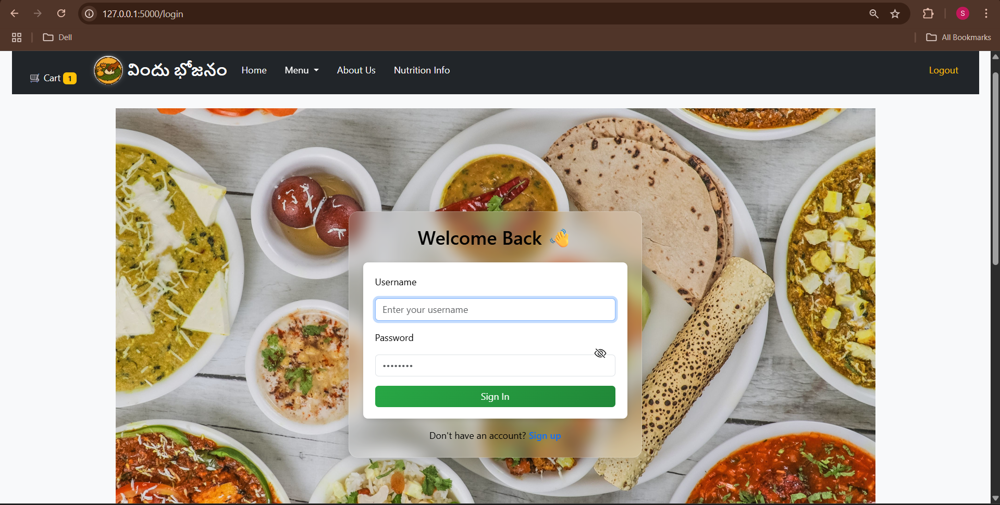 127.0.0.1:5000/login
Dell
All Bookmarks
S
Cart 1
విందు భోజనం
Home
Menu
About Us
Nutrition Info
Logout
Welcome Back 👋
Username
Enter your username
Password
••••••••
Sign In
Don't have an account? Sign up